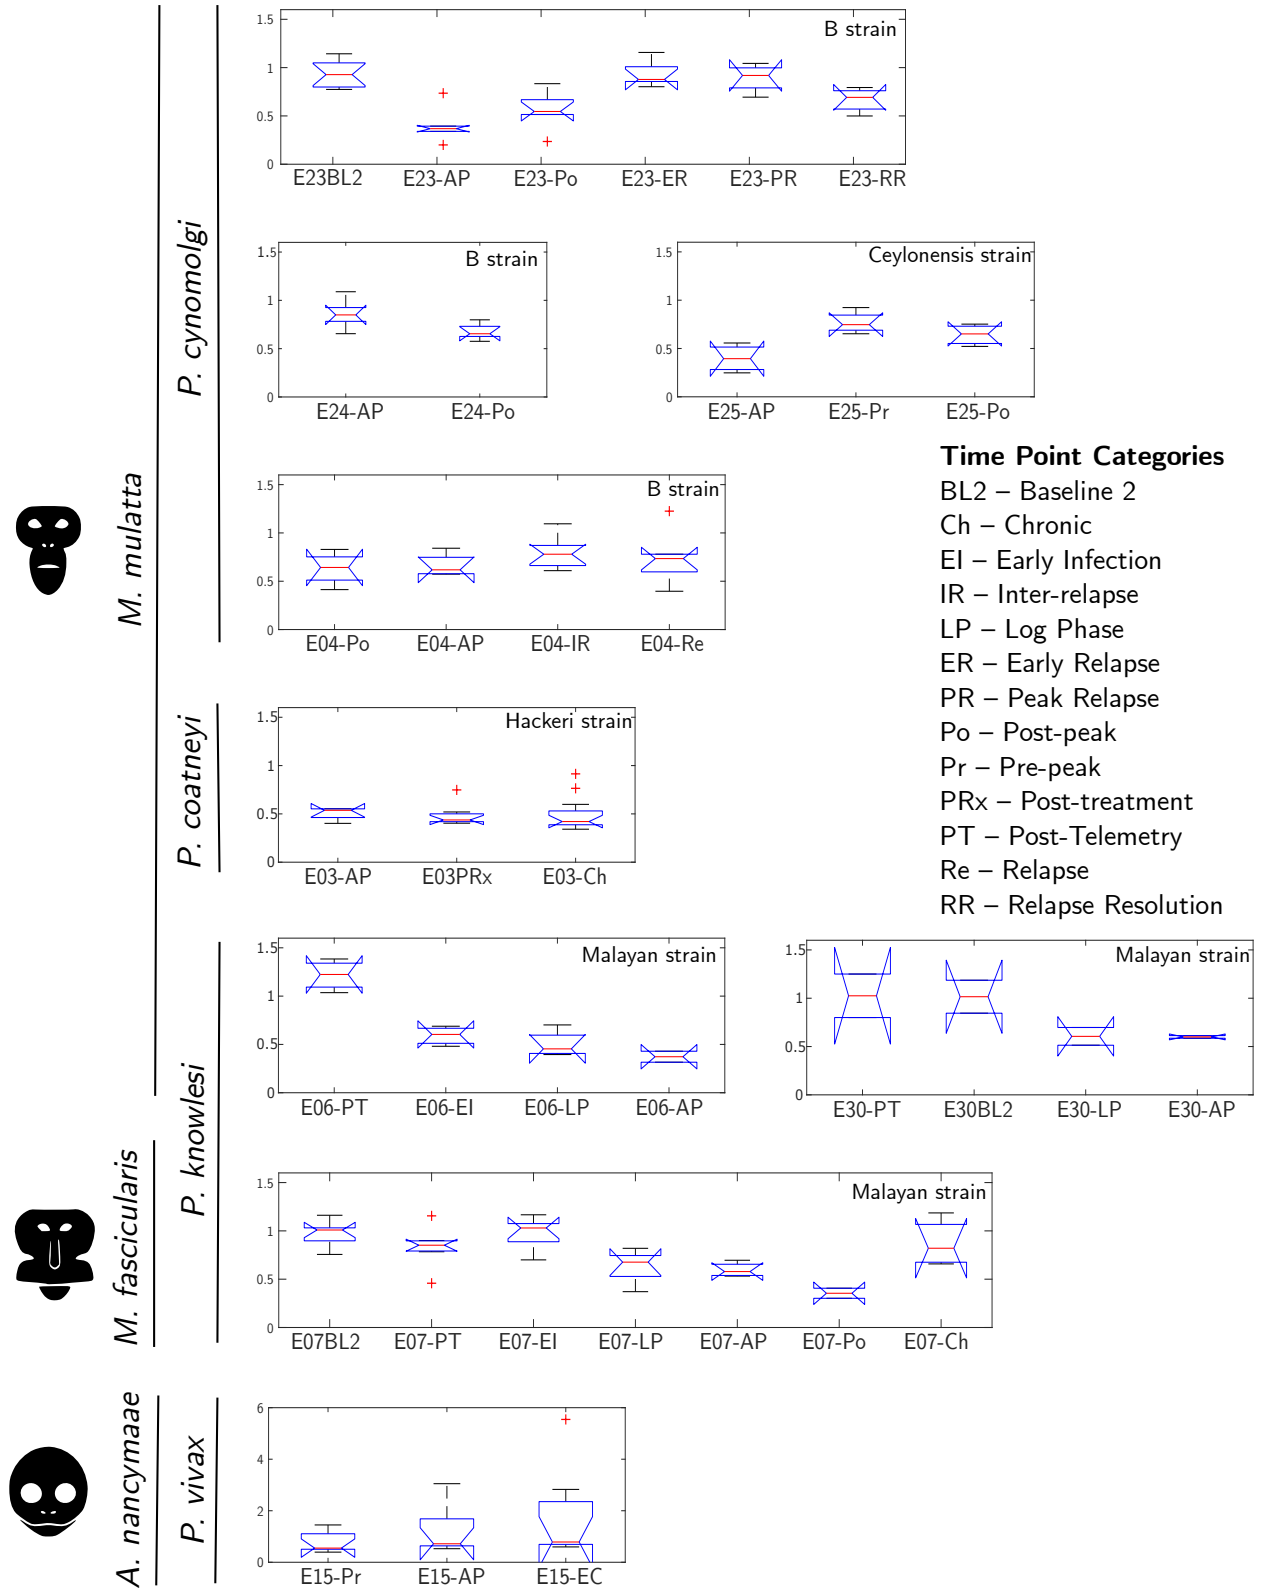 M. mulatta
P. cynomolgi
1.5
1
0.5
0
B strain
E23BL2 E23-AP E23-Po E23-ER E23-PR E23-RR
1.5
1
0.5
0
B strain
E24-AP E24-Po
1.5
1
0.5
0
Ceylonensis strain
E25-AP E25-Pr E25-Po
1.5
1
0.5
0
B strain
E04-Po E04-AP E04-IR E04-Re
Time Point Categories
BL2 – Baseline 2
Ch – Chronic
EI – Early Infection
IR – Inter-relapse
LP – Log Phase
ER – Early Relapse
PR – Peak Relapse
Po – Post-peak
Pr – Pre-peak
PRx – Post-treatment
PT – Post-Telemetry
Re – Relapse
RR – Relapse Resolution
P. coatneyi
1.5
1
0.5
0
Hackeri strain
E03-AP E03PRx E03-Ch
P. knowlesi
1.5
1
0.5
0
Malayan strain
E06-PT E06-EI E06-LP E06-AP
1.5
1
0.5
0
Malayan strain
E30-PT E30BL2 E30-LP E30-AP
M. fascicularis
1.5
1
0.5
0
Malayan strain
E07BL2 E07-PT E07-EI E07-LP E07-AP E07-Po E07-Ch
A. nancymaae
P. vivax
6
4
2
0
E15-Pr E15-AP E15-EC